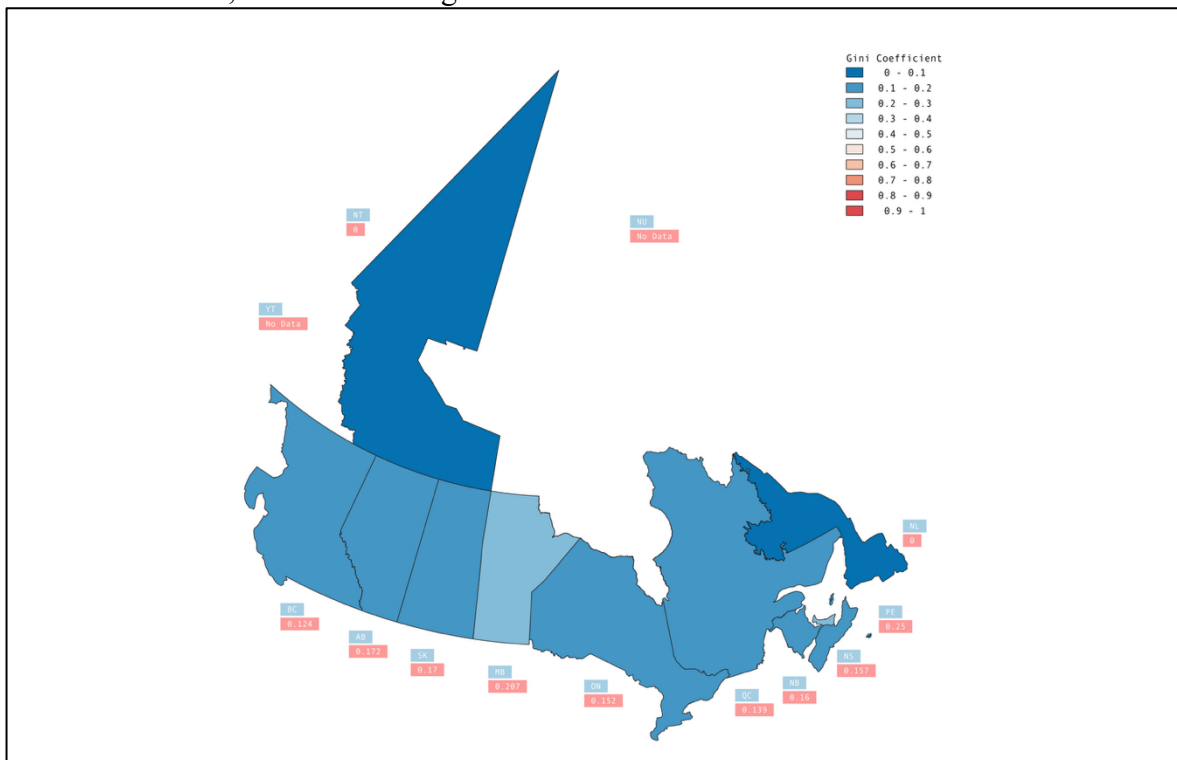 Gini Coefficient
0 - 0.1
0.1 - 0.2
0.2 - 0.3
0.3 - 0.4
0.4 - 0.5
0.5 - 0.6
0.6 - 0.7
0.7 - 0.8
0.8 - 0.9
0.9 - 1
NT
0
NU
No Data
YT
No Data
NL
0
BC
0.124
PE
0.25
AB
0.172
SK
0.17
NS
0.157
MB
0.207
NB
0.16
ON
0.152
QC
0.139